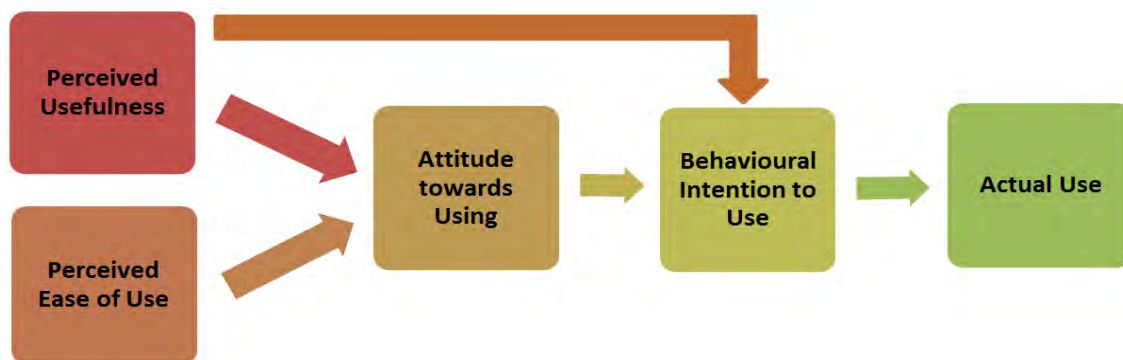 Perceived
Usefulness
Perceived
Ease of Use
Attitude
towards
Using
Behavioural
Intention to
Use
Actual Use